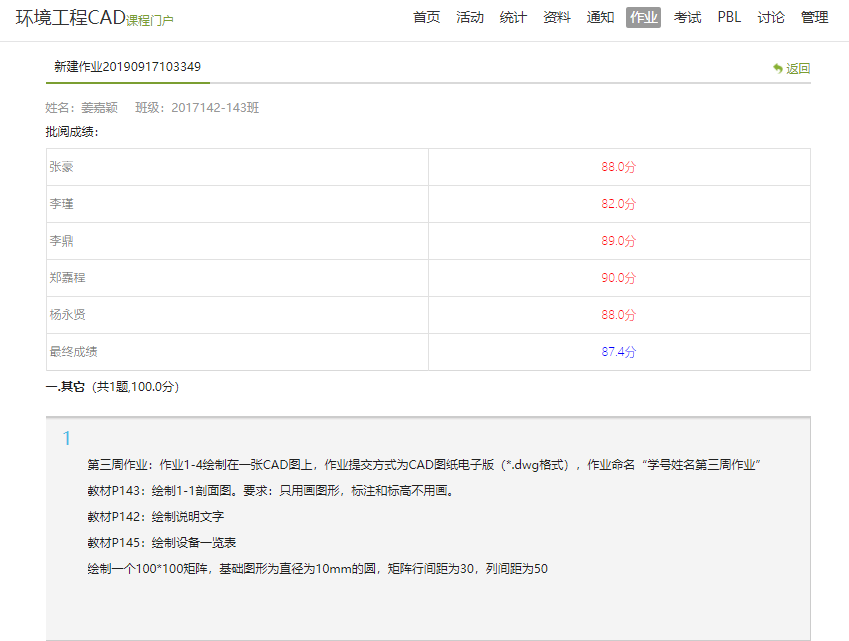 环境工程CAD课程门户 首页 活动 统计 资料 通知 作业 考试 PBL 讨论 管理
新建作业20190917103349 返回
姓名：姜嘉颖 班级：2017142-143班
批阅成绩：
张豪 88.0分
李瑾 82.0分
李鼎 89.0分
郑嘉程 90.0分
杨永贤 88.0分
最终成绩 87.4分
一.其它（共1题,100.0分）
1
第三周作业：作业1-4绘制在一张CAD图上，作业提交方式为CAD图纸电子版（*.dwg格式），作业命名“学号姓名第三周作业”
教材P143：绘制1-1剖面图。要求：只用画图形，标注和标高不用画。
教材P142：绘制说明文字
教材P145：绘制设备一览表
绘制一个100*100矩阵，基础图形为直径为10mm的圆，矩阵行间距为30，列间距为50